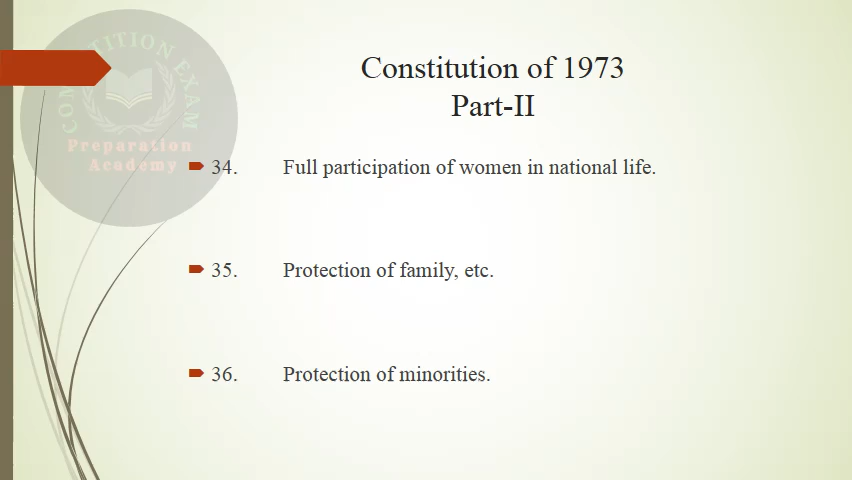 COMPETITION EXAM
Preparation
Academy
Constitution of 1973
Part-II
34. Full participation of women in national life.
35. Protection of family, etc.
36. Protection of minorities.